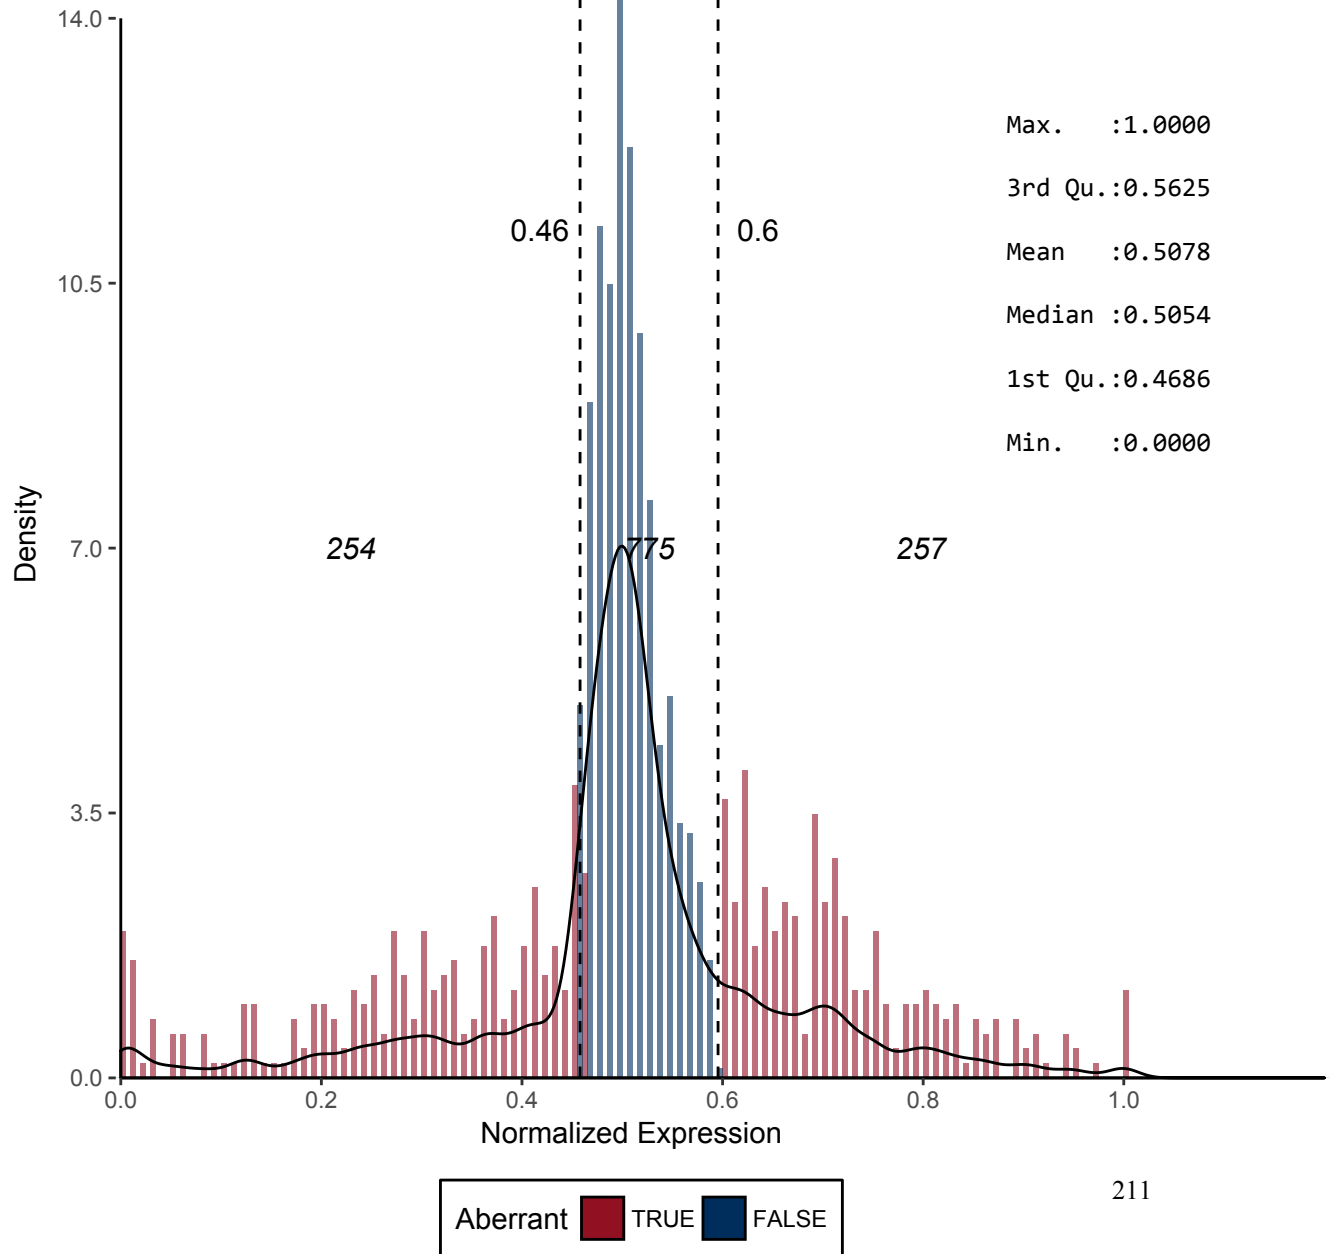 14.0
Max. :1.0000
3rd Qu.:0.5625
0.46
0.6
Mean :0.5078
10.5
Median :0.5054
1st Qu.:0.4686
Min. :0.0000
Density
7.0
254
775
257
3.5
0.0
0.0 0.2 0.4 0.6 0.8 1.0
Normalized Expression
211
Aberrant TRUE FALSE